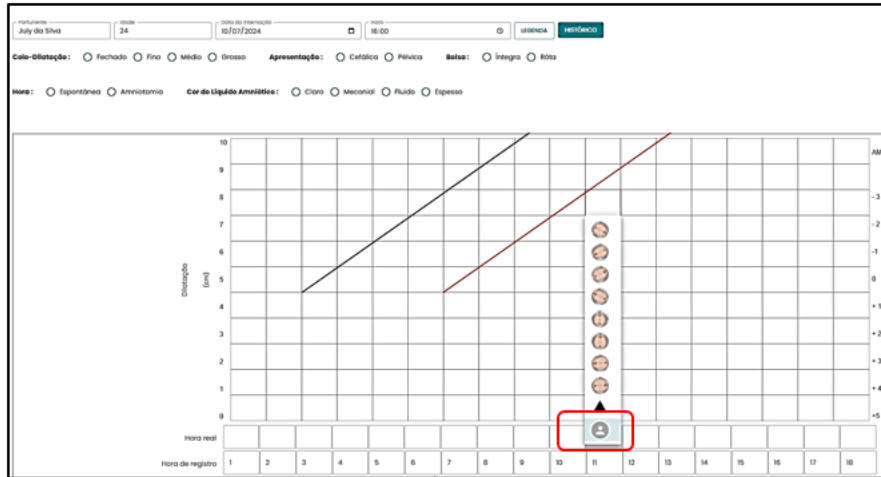 Parturiente Idade Data da Internação Hora
July da Silva 24 10/07/2024 16:00 LEGENDA HISTÓRICO
Colo-Dilatação: Fechado Fino Médio Grosso Apresentação: Cefálica Pélvica Bolsa: Íntegra Rôta
Hora: Espontânea Amniotomia Cor do Líquido Amniótico: Claro Meconial Fluido Espesso
10
AM
9
8 -3
7 -2
6 -1
Dilatação
(cm)
5 0
4 +1
3 +2
2 +3
1 +4
0 +5
Hora real
Hora de registro 1 2 3 4 5 6 7 8 9 10 11 12 13 14 15 16 17 18